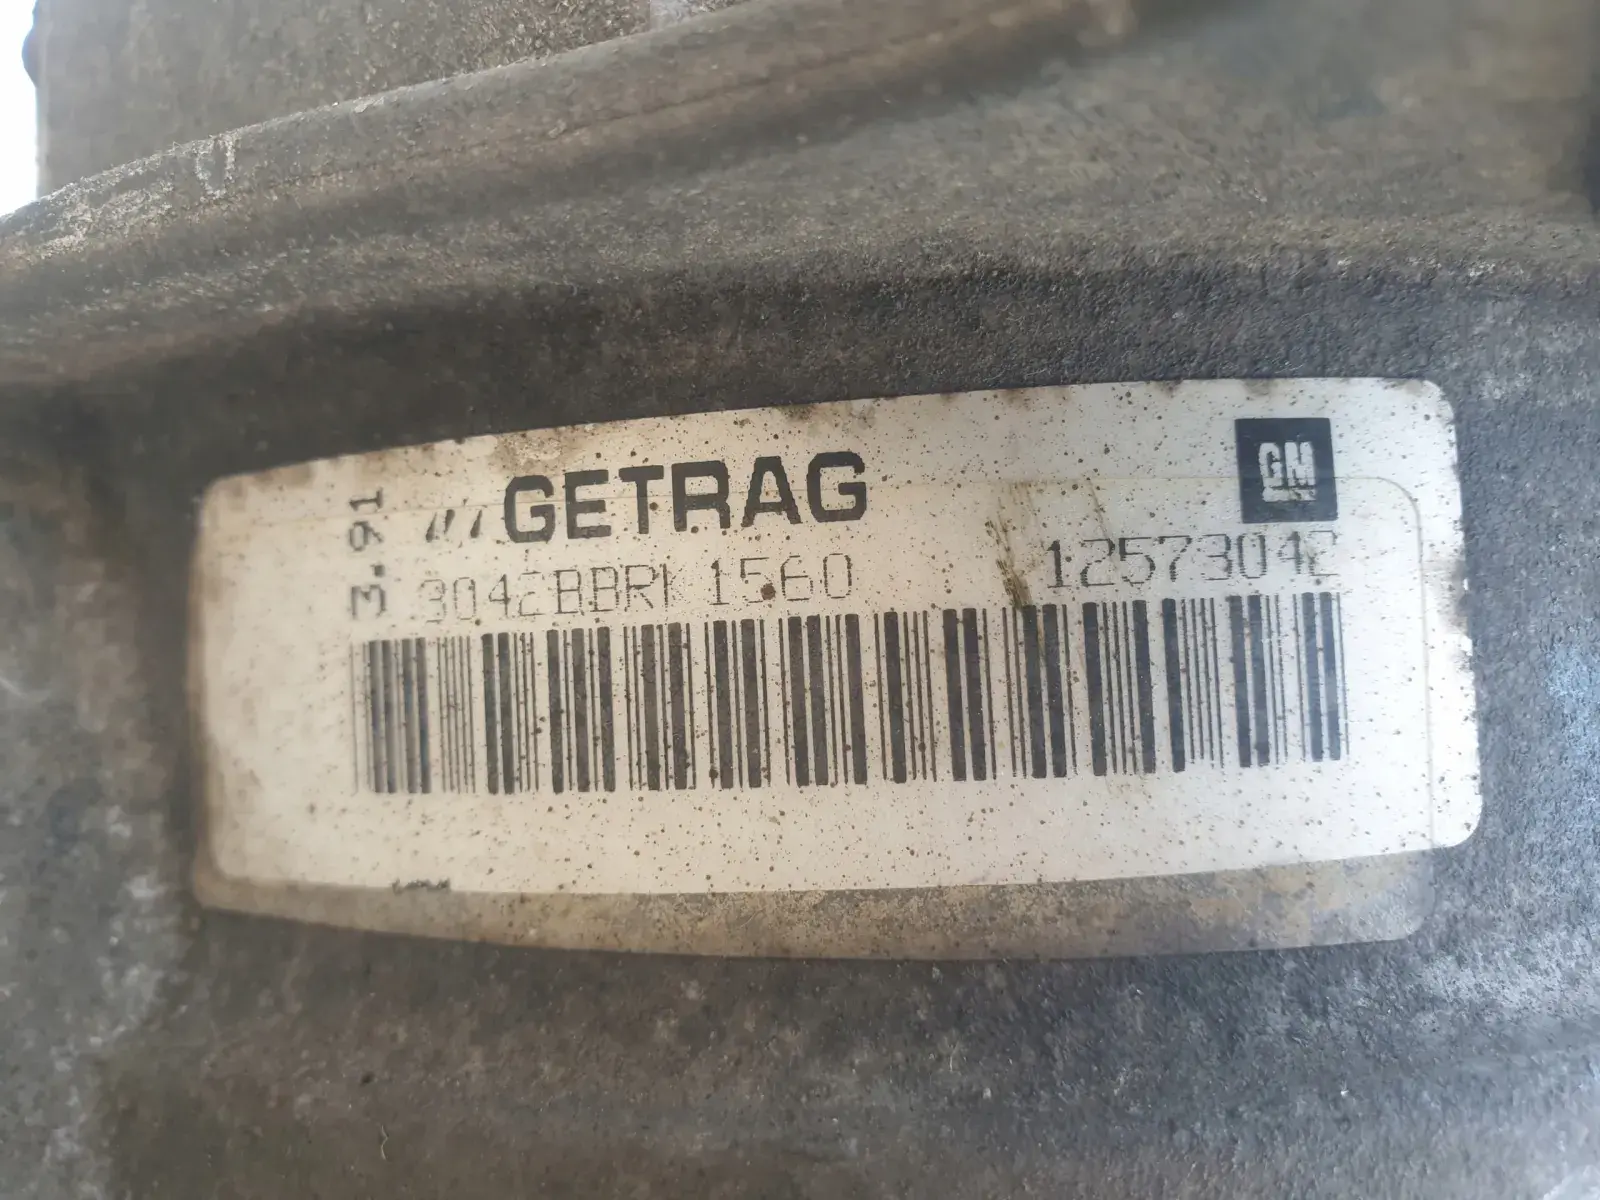 3.91
GETRAG
GM
3042BBRK1560
12573042